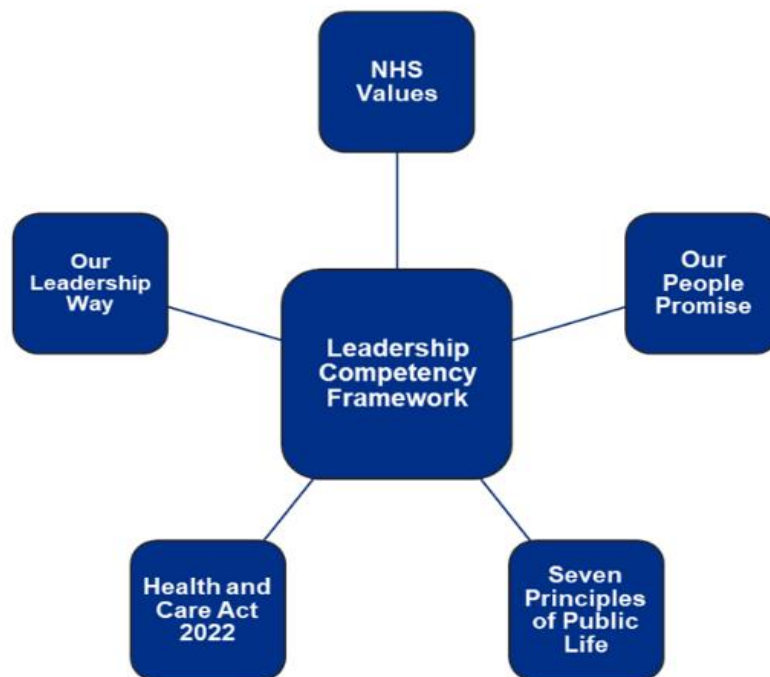 NHS
Values
Our
Leadership
Way
Our
People
Promise
Leadership
Competency
Framework
Health and
Care Act
2022
Seven
Principles
of Public
Life